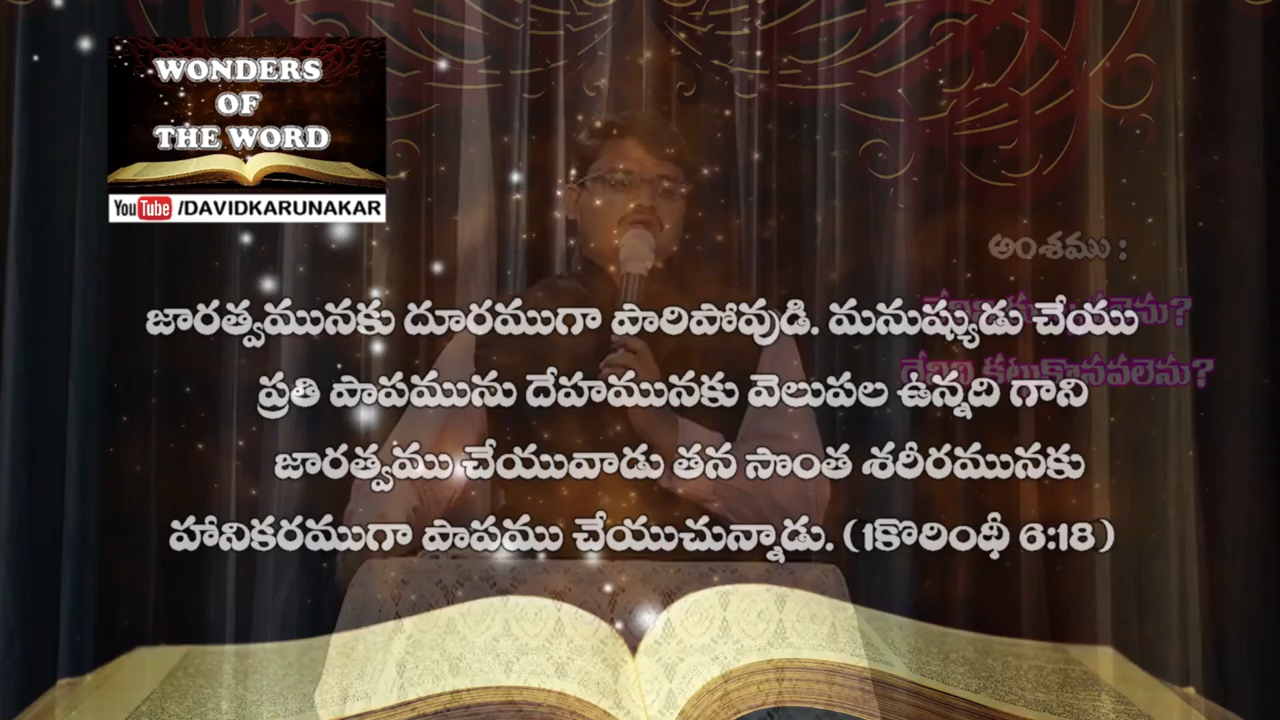 WONDERS
OF
THE WORD
YouTube /DAVIDKARUNAKAR
అంశము :
జారత్వమునకు దూరముగా పారిపోవుడి. మనుష్యుడు చేయు
ప్రతి పాపమును దేహమునకు వెలుపల ఉన్నది గాని
జారత్వము చేయువాడు తన సొంత శరీరమునకు
హానికరముగా పాపము చేయుచున్నాడు. (1కొరింథీ 6:18)